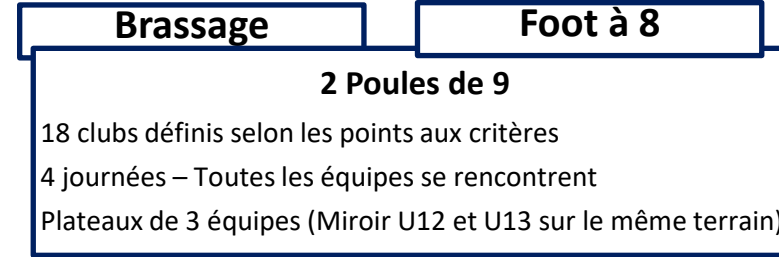 Brassage
Foot à 8
2 Poules de 9
18 clubs définis selon les points aux critères
4 journées – Toutes les équipes se rencontrent
Plateaux de 3 équipes (Miroir U12 et U13 sur le même terrain)